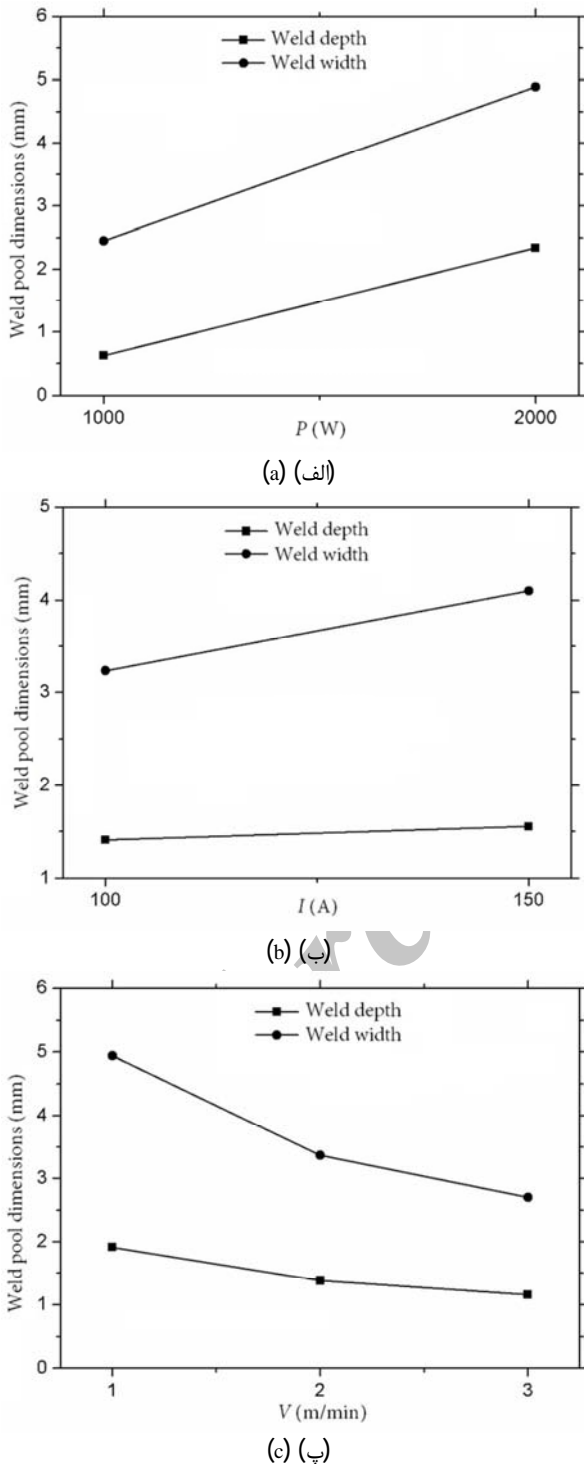 6
Weld depth
Weld width
5
4
3
2
1
0
Weld pool dimensions (mm)
1000
2000
P (W)
(الف) (a)
5
Weld depth
Weld width
4
3
2
1
Weld pool dimensions (mm)
100
150
I (A)
(ب) (b)
6
Weld depth
Weld width
5
4
3
2
1
0
Weld pool dimensions (mm)
1
2
3
V (m/min)
(پ) (c)